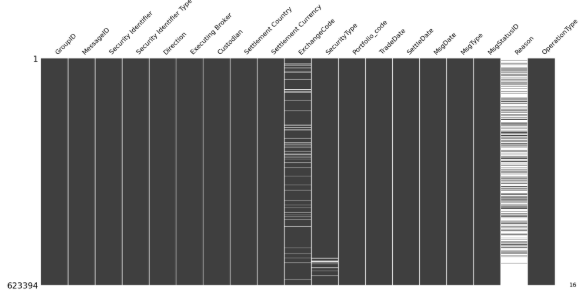 GroupID
MessageID
Security Identifier
Security Identifier Type
Direction
Executing Broker
Custodian
Settlement Country
Settlement Currency
ExchangeCode
SecurityType
Portfolio_code
TradeDate
SettleDate
MsgDate
MsgType
MsgStatusID
Reason
OperationType
1
623394
16